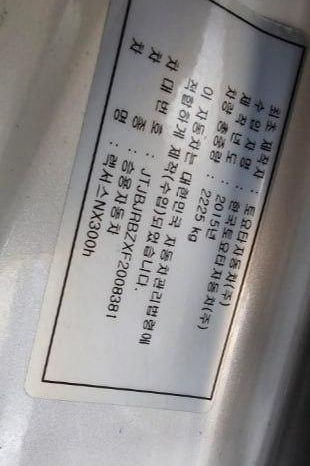 최초 제작자 : 토요타자동차(주)
수입자명 : 한국토요타자동차(주)
제작년도 : 2015년
차량 총중량 : 2225 kg
이 자동차는 대한민국 자동차관리법령에
적합하게 제작(수입)되었습니다.
차 대 번 호 : JTJBJRBZXF2008381
차 종 : 승용자동차
차 명 : 렉서스NX300h